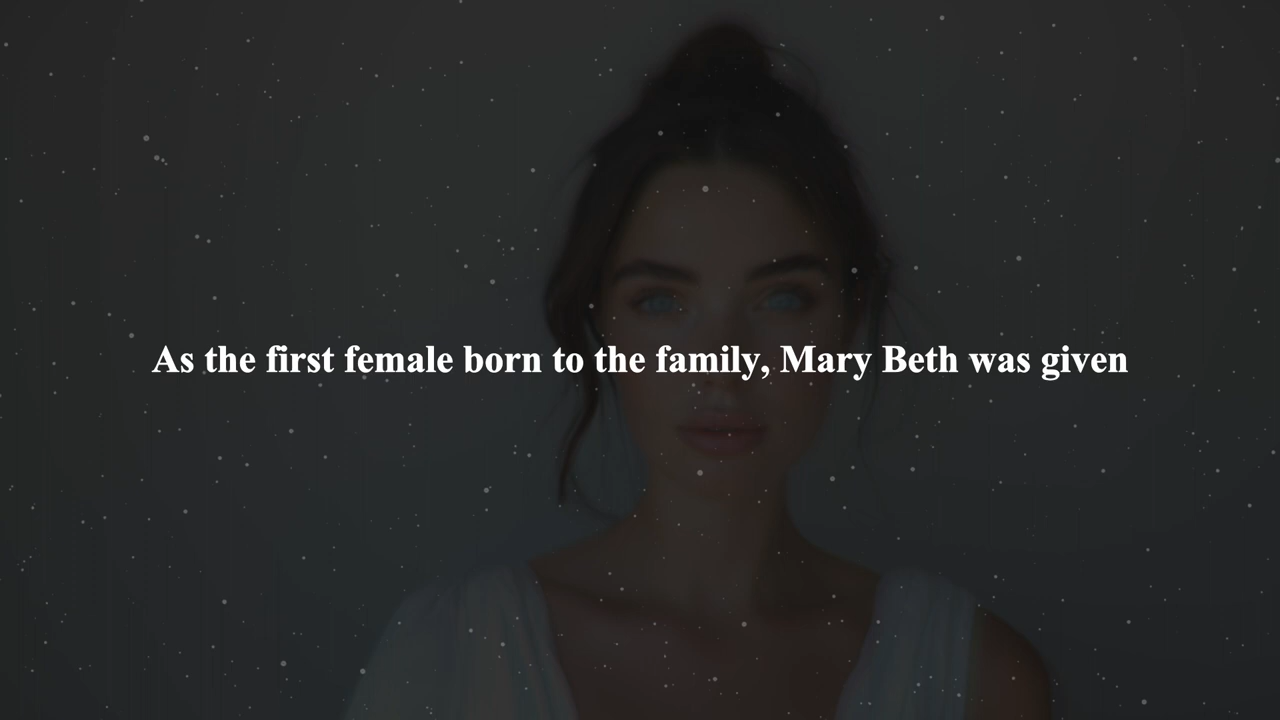 As the first female born to the family, Mary Beth was given